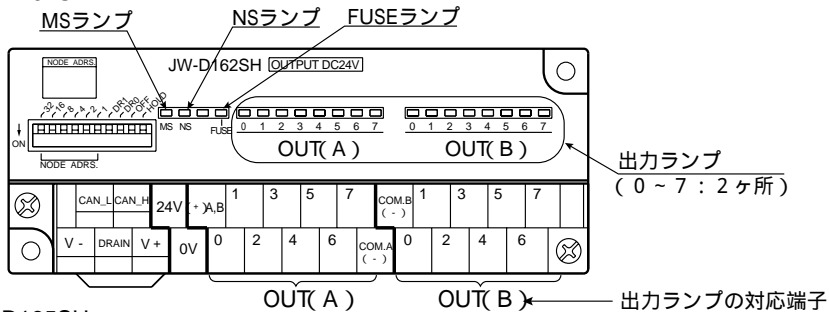 MSランプ
NSランプ
FUSEランプ
NODE ADRS.
JW-D162SH OUTPUT DC24V
32 16 8 4 2 1 DR1 DR0 OFF HOLD
MS NS FUSE
0 1 2 3 4 5 6 7
0 1 2 3 4 5 6 7
ON
OUT(A)
OUT(B)
NODE ADRS.
出力ランプ
(0~7:2ヶ所)
CAN_L CAN_H 24V (+)A,B 1 3 5 7 COM.B (-) 1 3 5 7
V - DRAIN V + 0V 0 2 4 6 COM.A (-) 0 2 4 6
OUT(A)
OUT(B)
出力ランプの対応端子